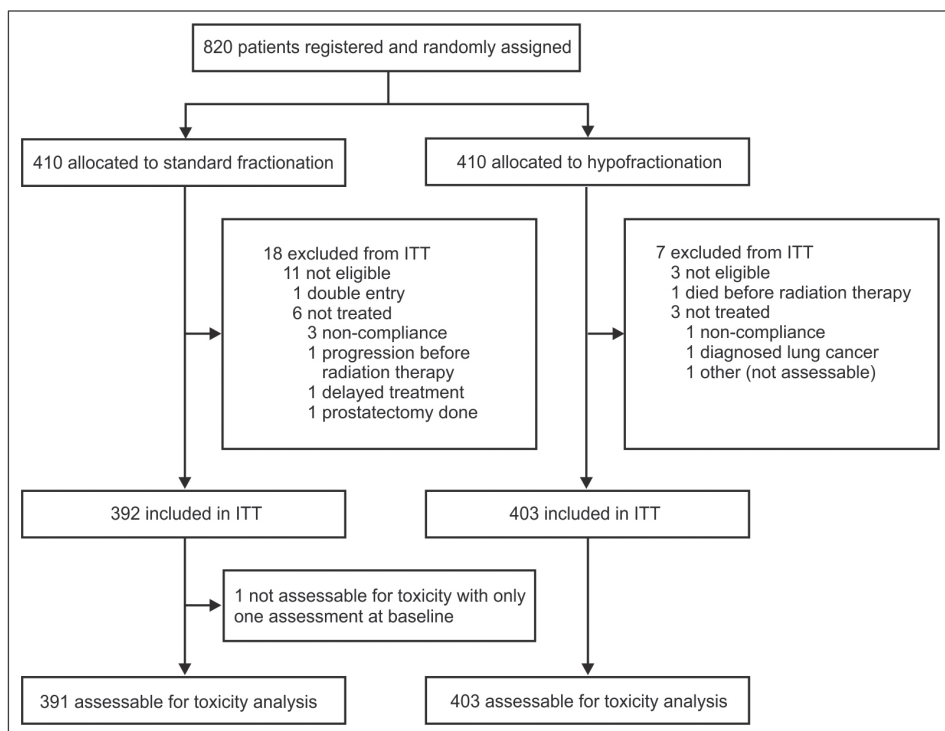 820 patients registered and randomly assigned
410 allocated to standard fractionation
410 allocated to hypofractionation
18 excluded from ITT
11 not eligible
1 double entry
6 not treated
3 non-compliance
1 progression before
radiation therapy
1 delayed treatment
1 prostatectomy done
7 excluded from ITT
3 not eligible
1 died before radiation therapy
3 not treated
1 non-compliance
1 diagnosed lung cancer
1 other (not assessable)
392 included in ITT
403 included in ITT
1 not assessable for toxicity with only
one assessment at baseline
391 assessable for toxicity analysis
403 assessable for toxicity analysis